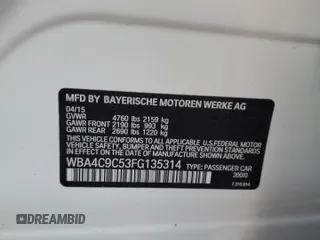 MFD BY BAYERISCHE MOTOREN WERKE AG
04/15
GVWR 4760 lbs 2159 kg
GAWR FRONT 2190 lbs 993 kg
GAWR REAR 2690 lbs 1220 kg
THIS VEHICLE CONFORMS TO ALL APPLICABLE U.S. FEDERAL MOTOR
VEHICLE SAFETY, BUMPER, AND THEFT PREVENTION STANDARDS IN
EFFECT ON THE DATE OF MANUFACTURE SHOWN ABOVE.
WBA4C9C53FG135314 TYPE: PASSENGER CAR
DREAMBID